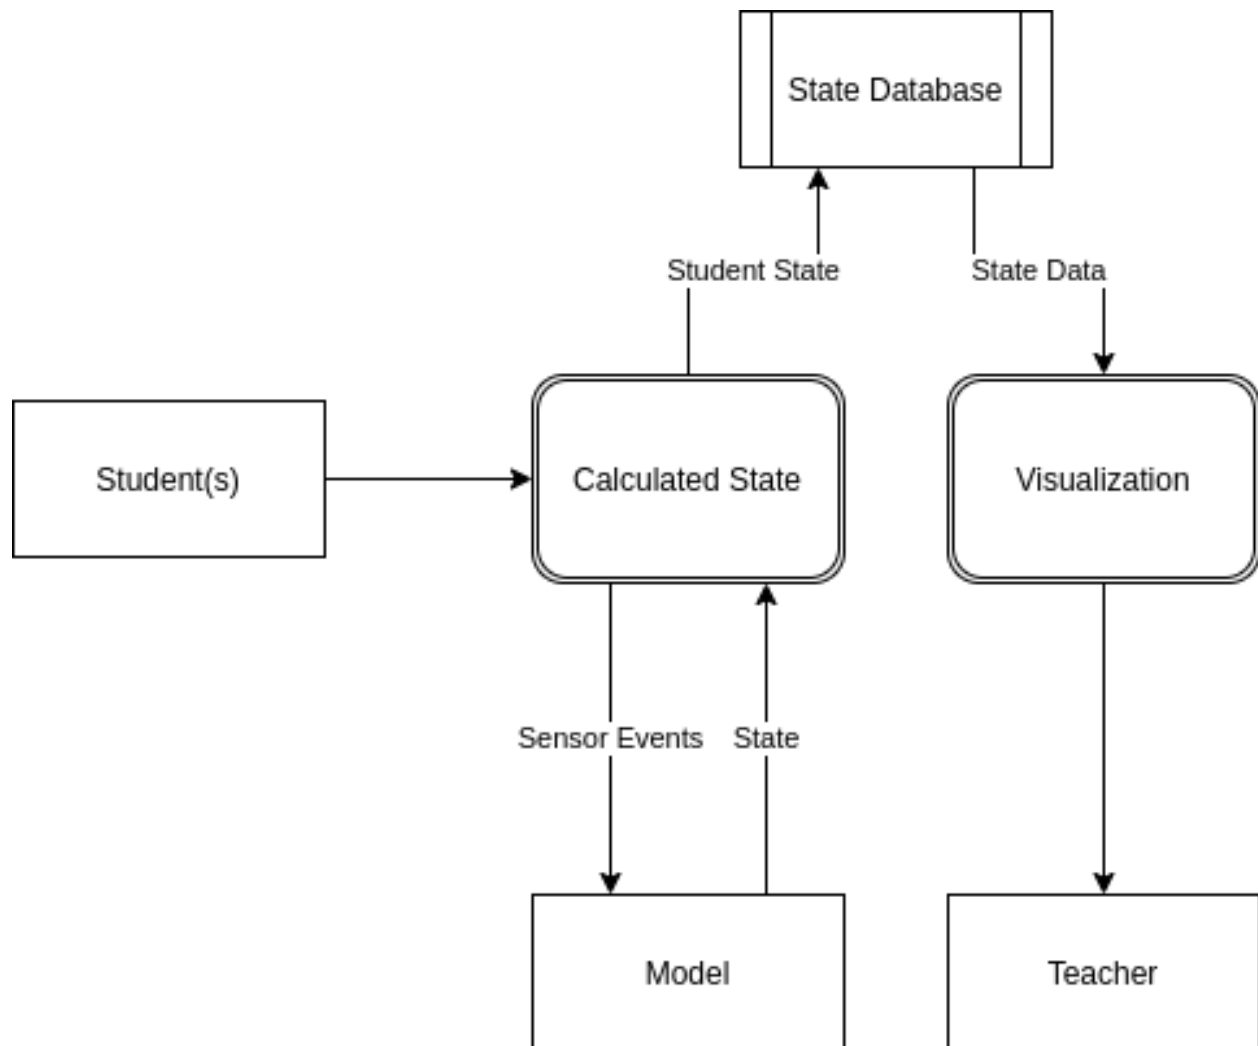 State Database
Student State
State Data
Student(s)
Calculated State
Visualization
Sensor Events
State
Model
Teacher